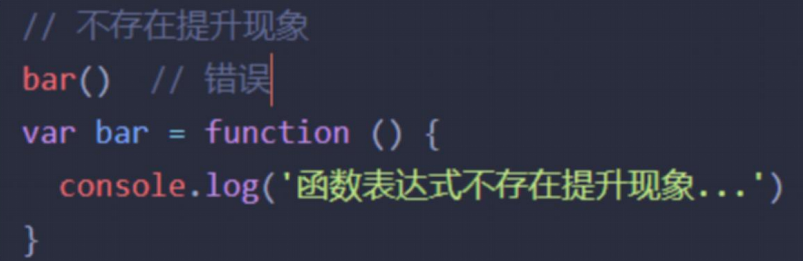 // 不存在提升现象
bar()  // 错误
var bar = function () {
  console.log('函数表达式不存在提升现象...')
}